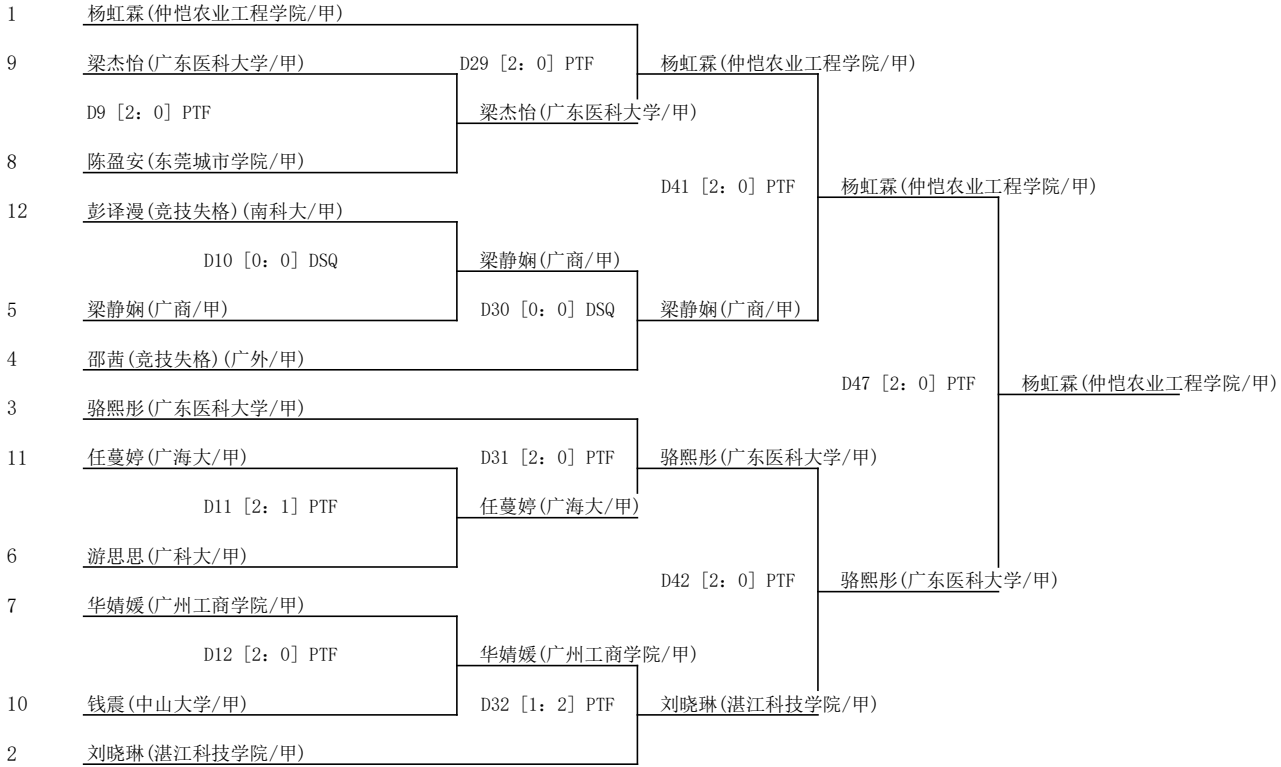 1 杨虹霖(仲恺农业工程学院/甲)
9 梁杰怡(广东医科大学/甲) D29 [2: 0] PTF 杨虹霖(仲恺农业工程学院/甲)
D9 [2: 0] PTF 梁杰怡(广东医科大学/甲)
8 陈盈安(东莞城市学院/甲)
D41 [2: 0] PTF 杨虹霖(仲恺农业工程学院/甲)
12 彭译漫(竞技失格)(南科大/甲)
D10 [0: 0] DSQ 梁静娴(广商/甲)
5 梁静娴(广商/甲) D30 [0: 0] DSQ 梁静娴(广商/甲)
4 邵茜(竞技失格)(广外/甲)
D47 [2: 0] PTF 杨虹霖(仲恺农业工程学院/甲)
3 骆熙彤(广东医科大学/甲)
11 任蔓婷(广海大/甲) D31 [2: 0] PTF 骆熙彤(广东医科大学/甲)
D11 [2: 1] PTF 任蔓婷(广海大/甲)
6 游思思(广科大/甲)
D42 [2: 0] PTF 骆熙彤(广东医科大学/甲)
7 华婧媛(广州工商学院/甲)
D12 [2: 0] PTF 华婧媛(广州工商学院/甲)
10 钱震(中山大学/甲) D32 [1: 2] PTF 刘晓琳(湛江科技学院/甲)
2 刘晓琳(湛江科技学院/甲)